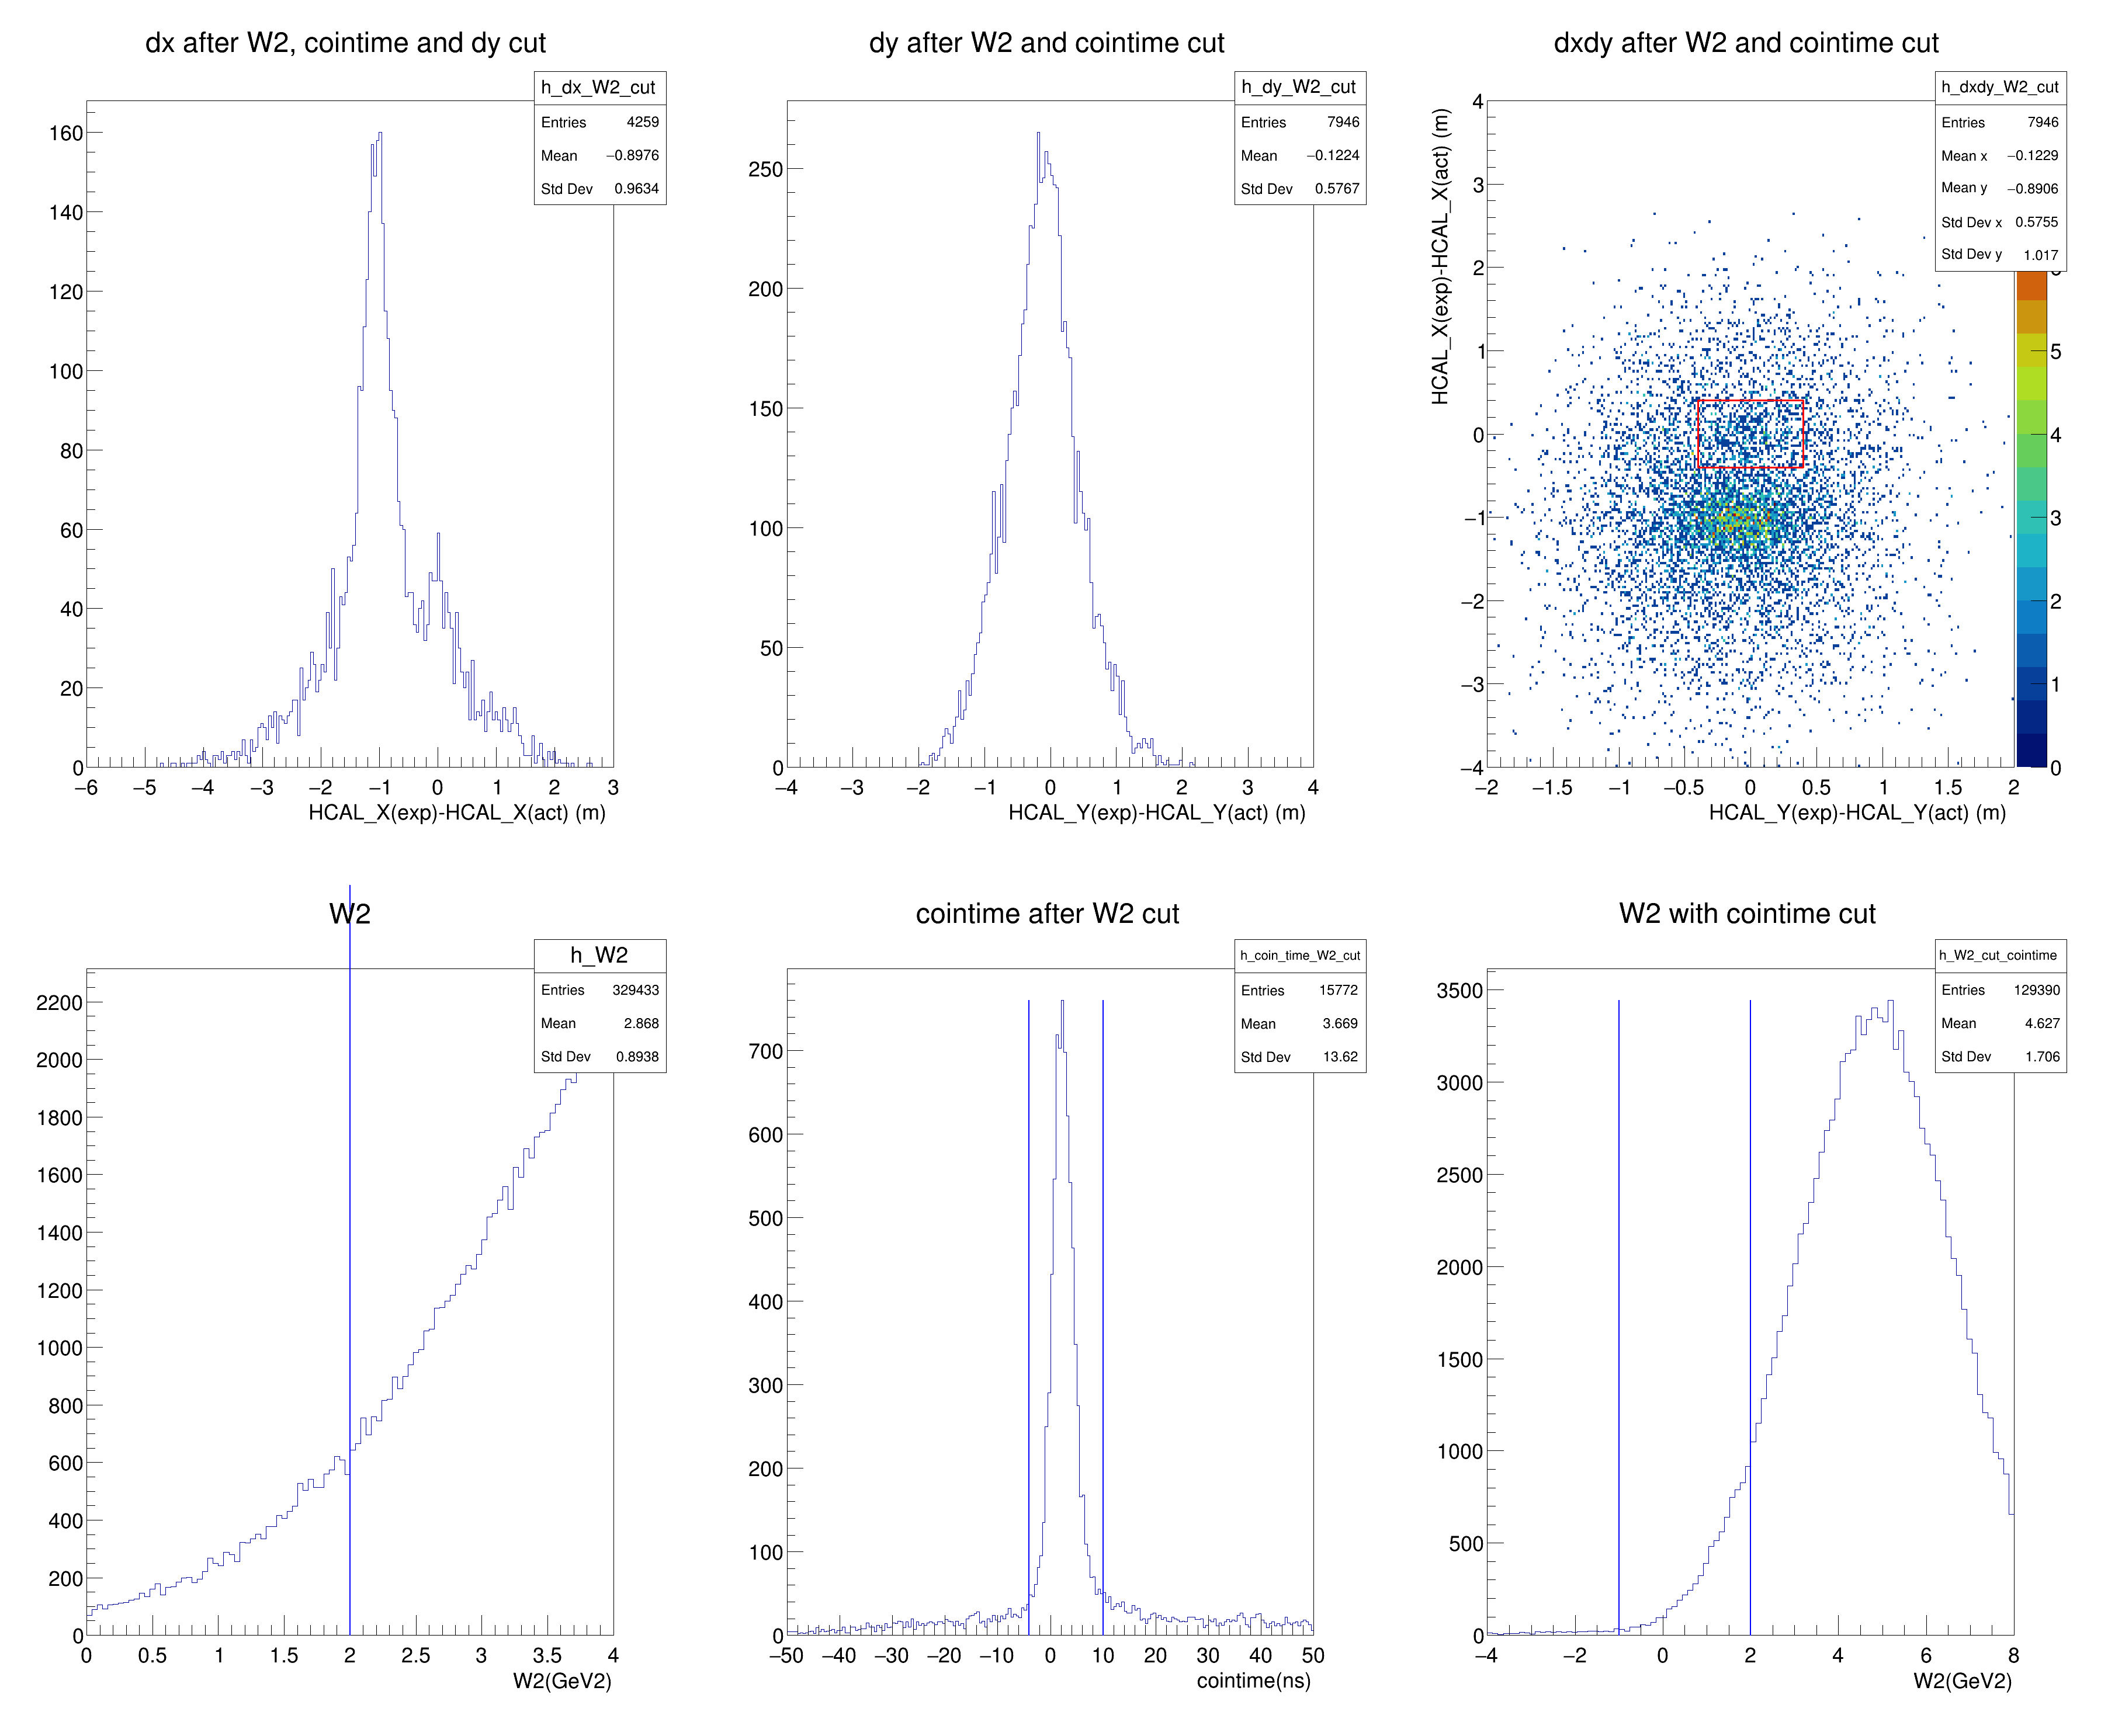 dx after W2, cointime and dy cut
h_dx_W2_cut
Entries 4259
Mean −0.8976
Std Dev 0.9634
160
140
120
100
80
60
40
20
0
−6 −5 −4 −3 −2 −1 0 1 2 3
HCAL_X(exp)-HCAL_X(act) (m)
dy after W2 and cointime cut
h_dy_W2_cut
Entries 7946
Mean −0.1224
Std Dev 0.5767
250
200
150
100
50
0
−4 −3 −2 −1 0 1 2 3 4
HCAL_Y(exp)-HCAL_Y(act) (m)
dxdy after W2 and cointime cut
h_dxdy_W2_cut
Entries 7946
Mean x −0.1229
Mean y −0.8906
Std Dev x 0.5755
Std Dev y 1.017
HCAL_X(exp)-HCAL_X(act) (m)
4
3
2
1
0
−1
−2
−3
−4
5
4
3
2
1
0
−2 −1.5 −1 −0.5 0 0.5 1 1.5 2
HCAL_Y(exp)-HCAL_Y(act) (m)
W2
h_W2
Entries 329433
Mean 2.868
Std Dev 0.8938
2200
2000
1800
1600
1400
1200
1000
800
600
400
200
0
0 0.5 1 1.5 2 2.5 3 3.5 4
W2(GeV2)
cointime after W2 cut
h_coin_time_W2_cut
Entries 15772
Mean 3.669
Std Dev 13.62
700
600
500
400
300
200
100
0
−50 −40 −30 −20 −10 0 10 20 30 40 50
cointime(ns)
W2 with cointime cut
h_W2_cut_cointime
Entries 129390
Mean 4.627
Std Dev 1.706
3500
3000
2500
2000
1500
1000
500
0
−4 −2 0 2 4 6 8
W2(GeV2)